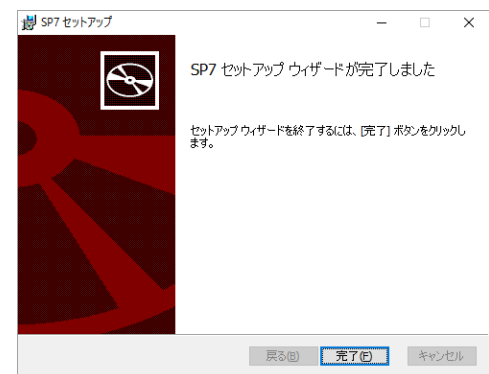 SP7 セットアップ
SP7 セットアップ ウィザードが完了しました
セットアップ ウィザードを終了するには、[完了] ボタンをクリックし
ます。
戻る(B)
完了(F)
キャンセル